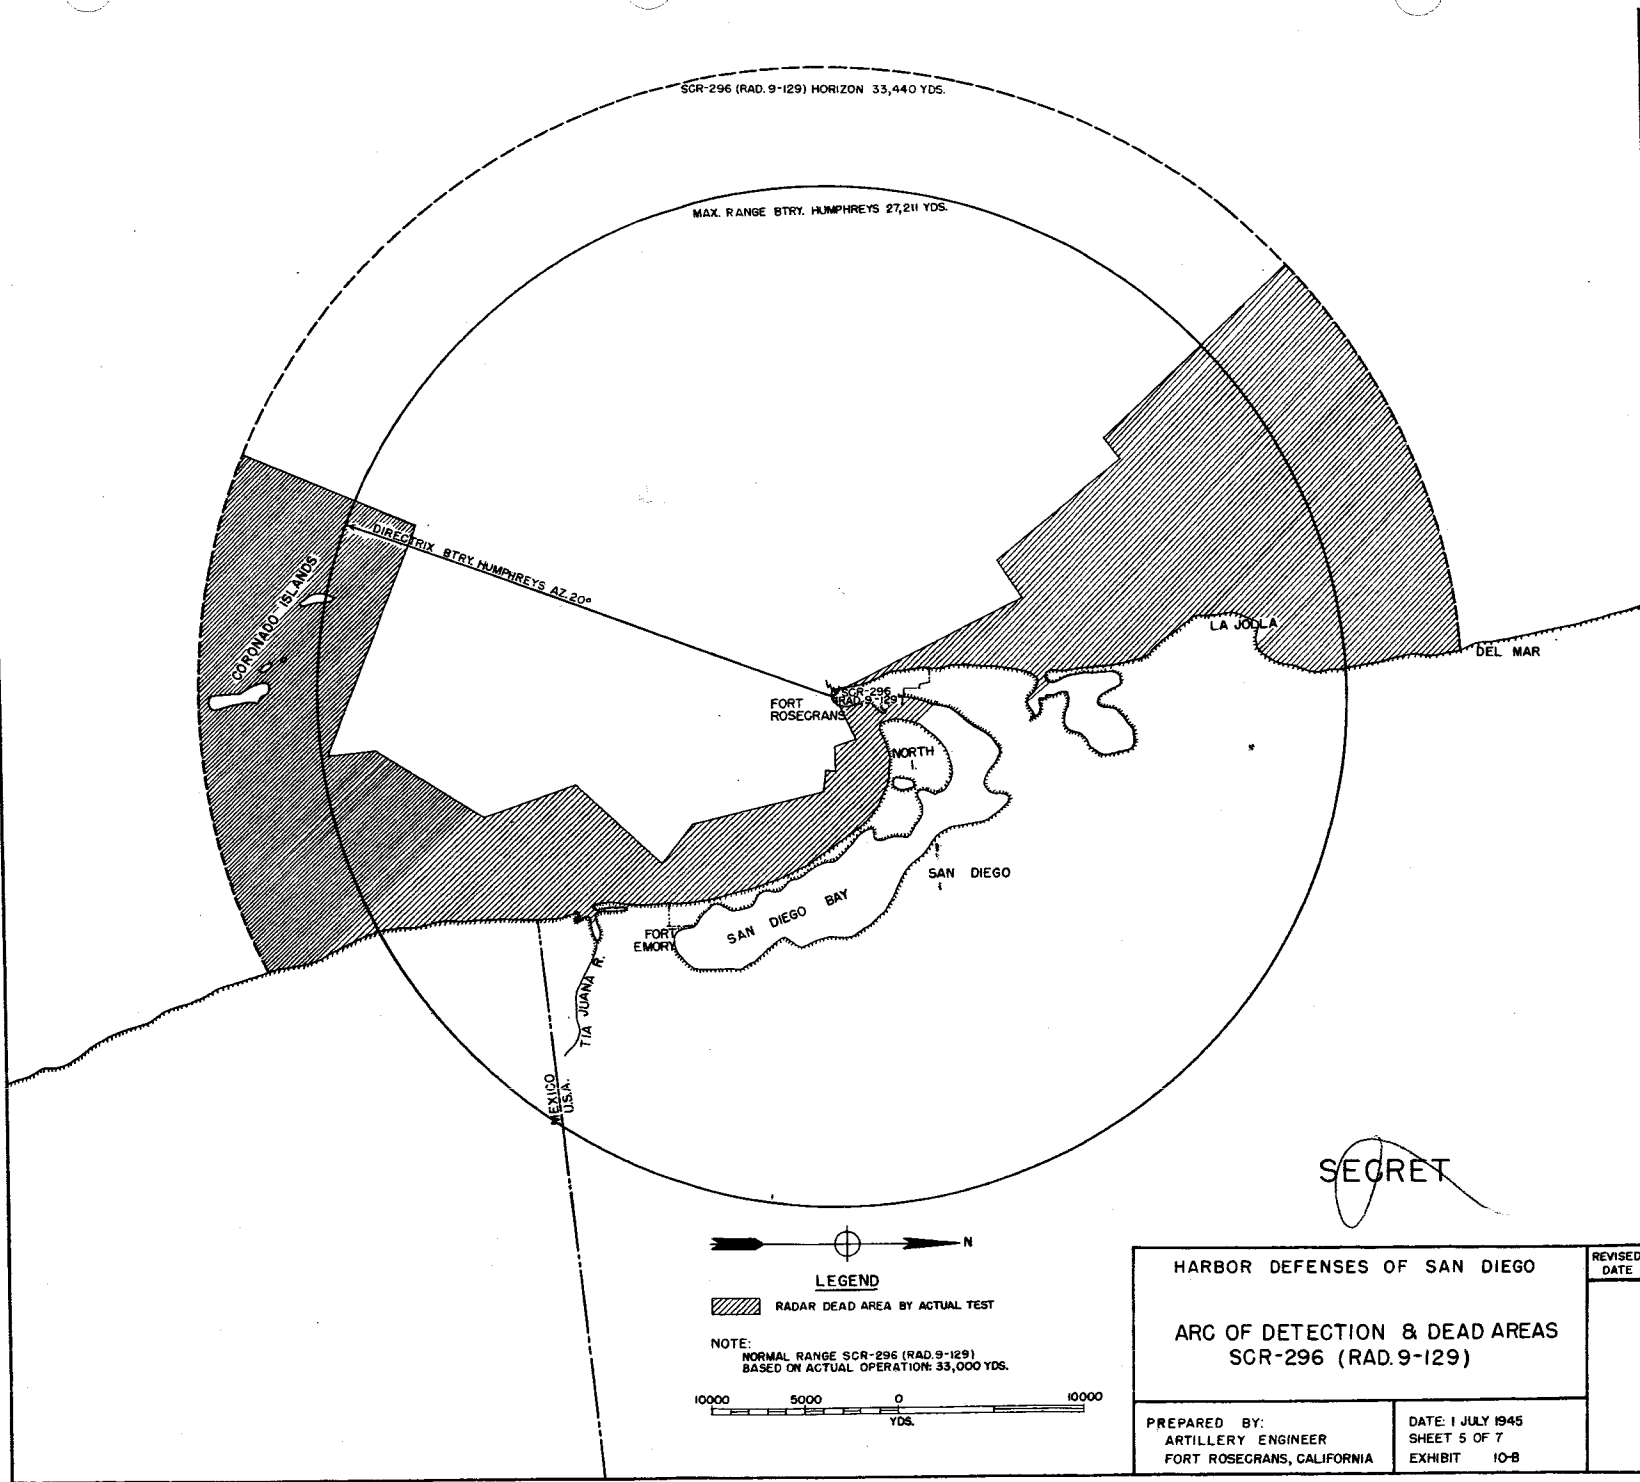 SCR-296 (RAD. 9-129) HORIZON 33,440 YDS.
MAX. RANGE BTRY. HUMPHREYS 27,211 YDS.
DIRECTRIX BTRY. HUMPHREYS AZ. 20°
CORONADO ISLANDS
LA JOLLA
DEL MAR
SCR-296
(RAD. 9-129)
FORT
ROSECRANS
NORTH
I.
SAN DIEGO
SAN DIEGO BAY
FORT
EMORY
TIA JUANA R.
MEXICO
U.S.A.
SECRET
N
LEGEND
RADAR DEAD AREA BY ACTUAL TEST
NOTE:
NORMAL RANGE SCR-296 (RAD. 9-129)
BASED ON ACTUAL OPERATION: 33,000 YDS.
10000 5000 0 10000
YDS.
HARBOR DEFENSES OF SAN DIEGO
ARC OF DETECTION & DEAD AREAS
SCR-296 (RAD. 9-129)
PREPARED BY:
ARTILLERY ENGINEER
FORT ROSECRANS, CALIFORNIA
DATE: 1 JULY 1945
SHEET 5 OF 7
EXHIBIT 10-B
REVISED
DATE